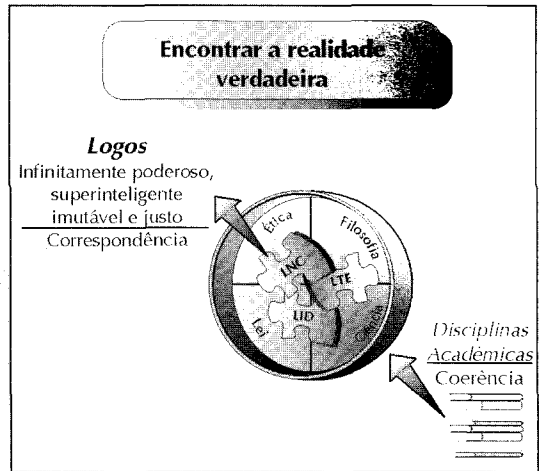 Encontrar a realidade
verdadeira
Logos
Infinitamente poderoso,
superinteligente
imutável e justo
Correspondência
Ética
Filosofia
LNC
LTE
LID
Lei
Ciência
Disciplinas
Acadêmicas
Coerência